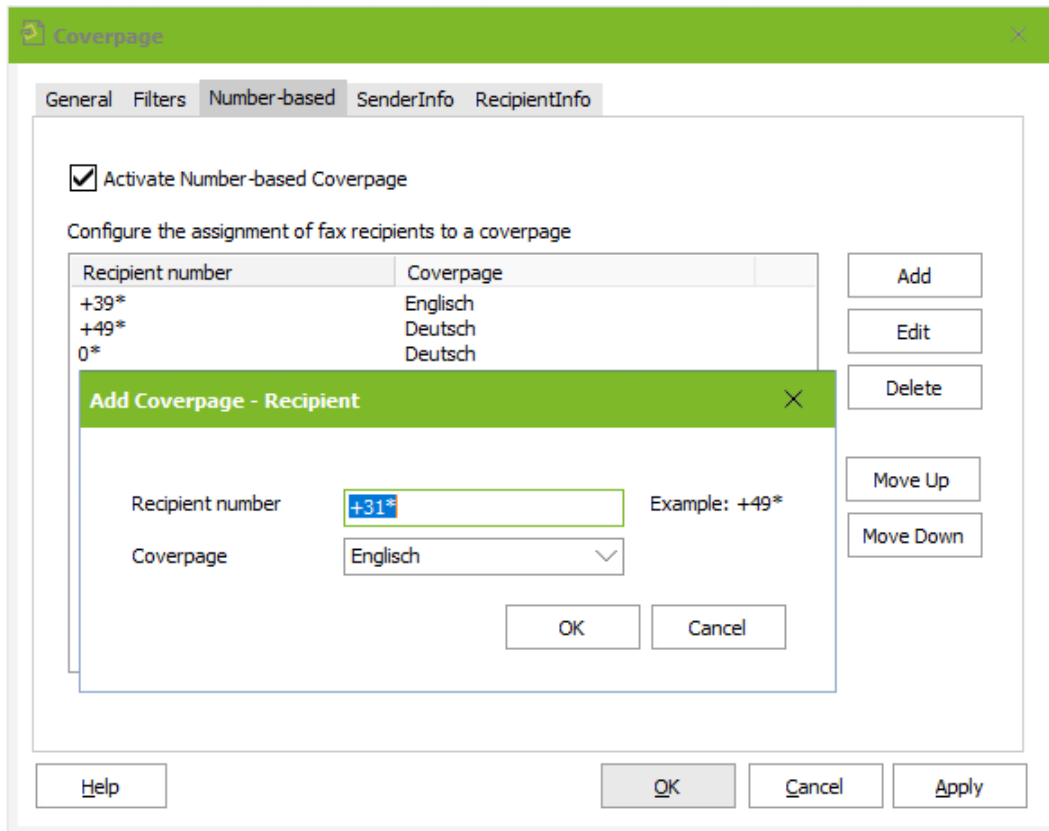 Coverpage
General Filters Number-based SenderInfo RecipientInfo
Activate Number-based Coverpage
Configure the assignment of fax recipients to a coverpage
Recipient number Coverpage
+39* Englisch
+49* Deutsch
0* Deutsch
Add
Edit
Delete
Move Up
Move Down
Add Coverpage - Recipient
Recipient number +31* Example: +49*
Coverpage Englisch
OK Cancel
Help OK Cancel Apply